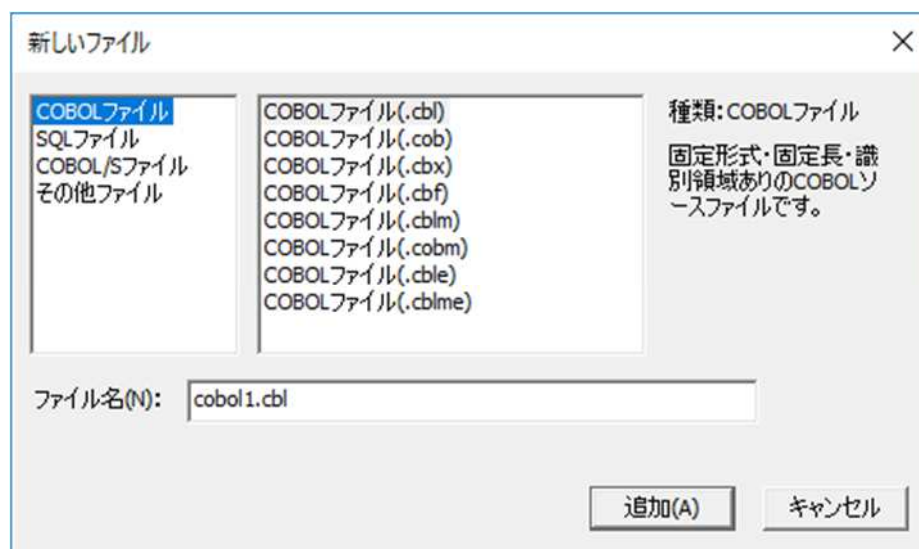 新しいファイル
COBOLファイル
SQLファイル
COBOL/Sファイル
その他ファイル
COBOLファイル(.cbl)
COBOLファイル(.cob)
COBOLファイル(.cbx)
COBOLファイル(.cbf)
COBOLファイル(.cblm)
COBOLファイル(.cobm)
COBOLファイル(.cble)
COBOLファイル(.cblme)
種類:COBOLファイル
固定形式・固定長・識
別領域ありのCOBOLソ
ースファイルです。
ファイル名(N):
cobol1.cbl
追加(A)
キャンセル